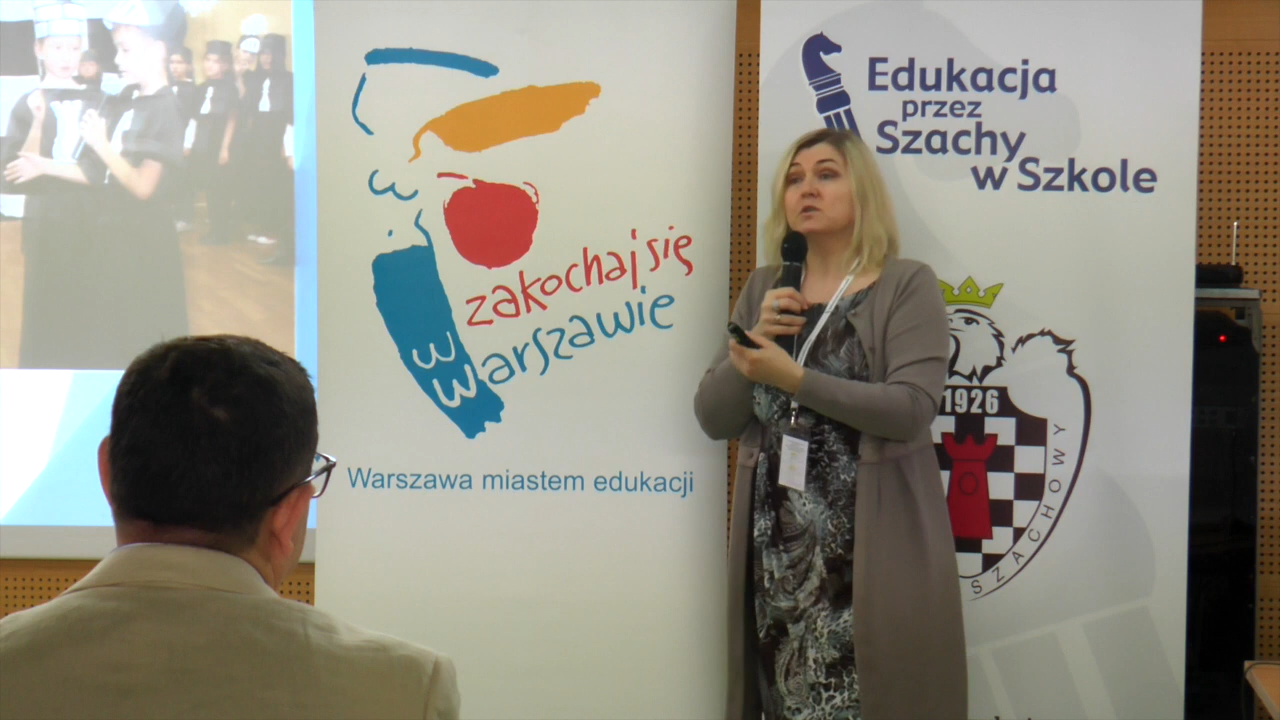 zakochaj się
w warszawie
Warszawa miastem edukacji
Edukacja
przez
Szachy
w Szkole
1926
SZACHOWY